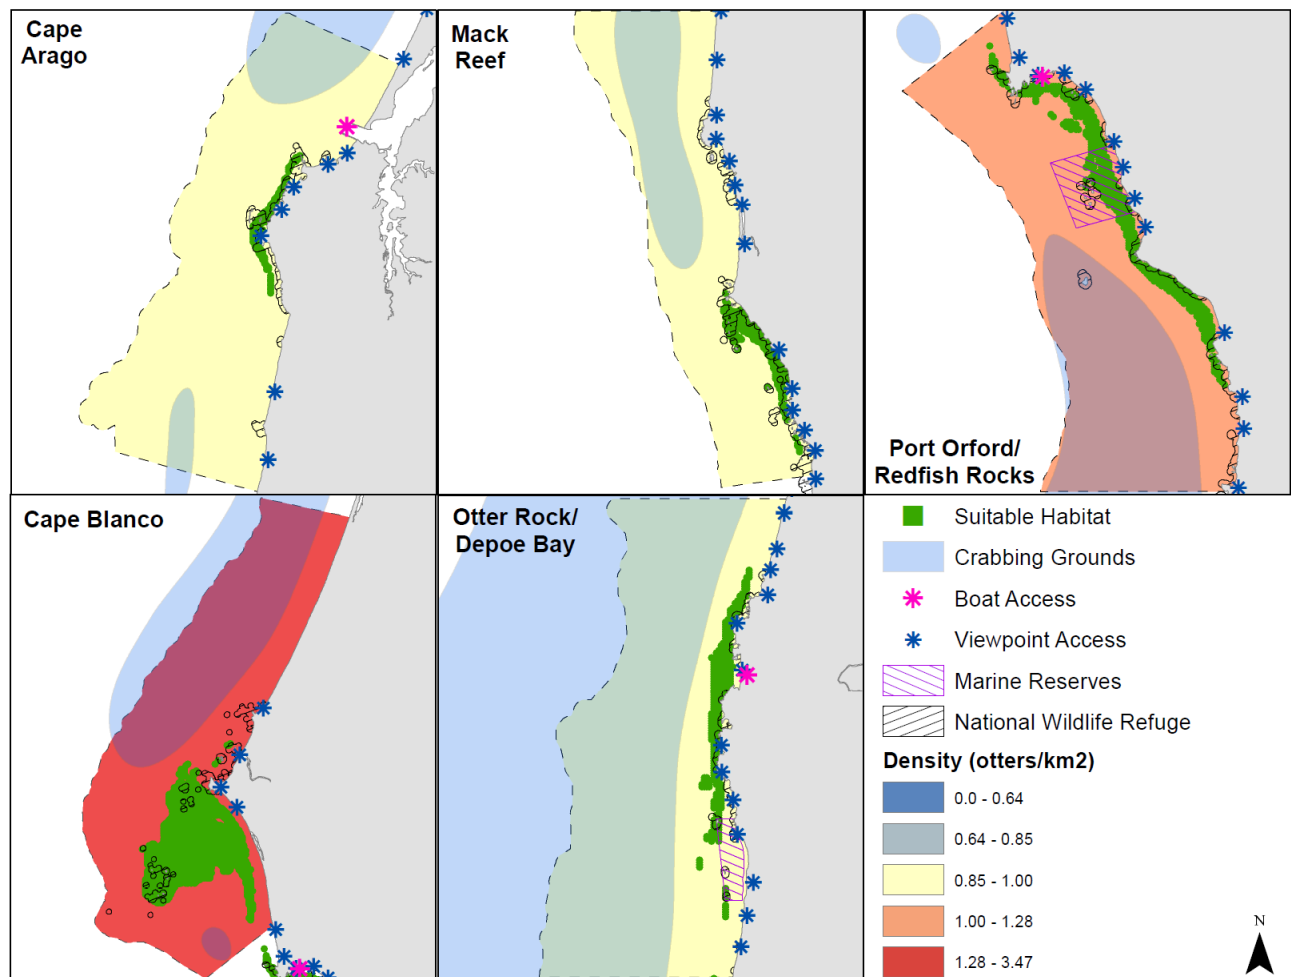 Cape
Arago
Mack
Reef
Port Orford/
Redfish Rocks
Cape Blanco
Otter Rock/
Depoe Bay
Suitable Habitat
Crabbing Grounds
Boat Access
Viewpoint Access
Marine Reserves
National Wildlife Refuge
Density (otters/km2)
0.0 - 0.64
0.64 - 0.85
0.85 - 1.00
1.00 - 1.28
1.28 - 3.47
N